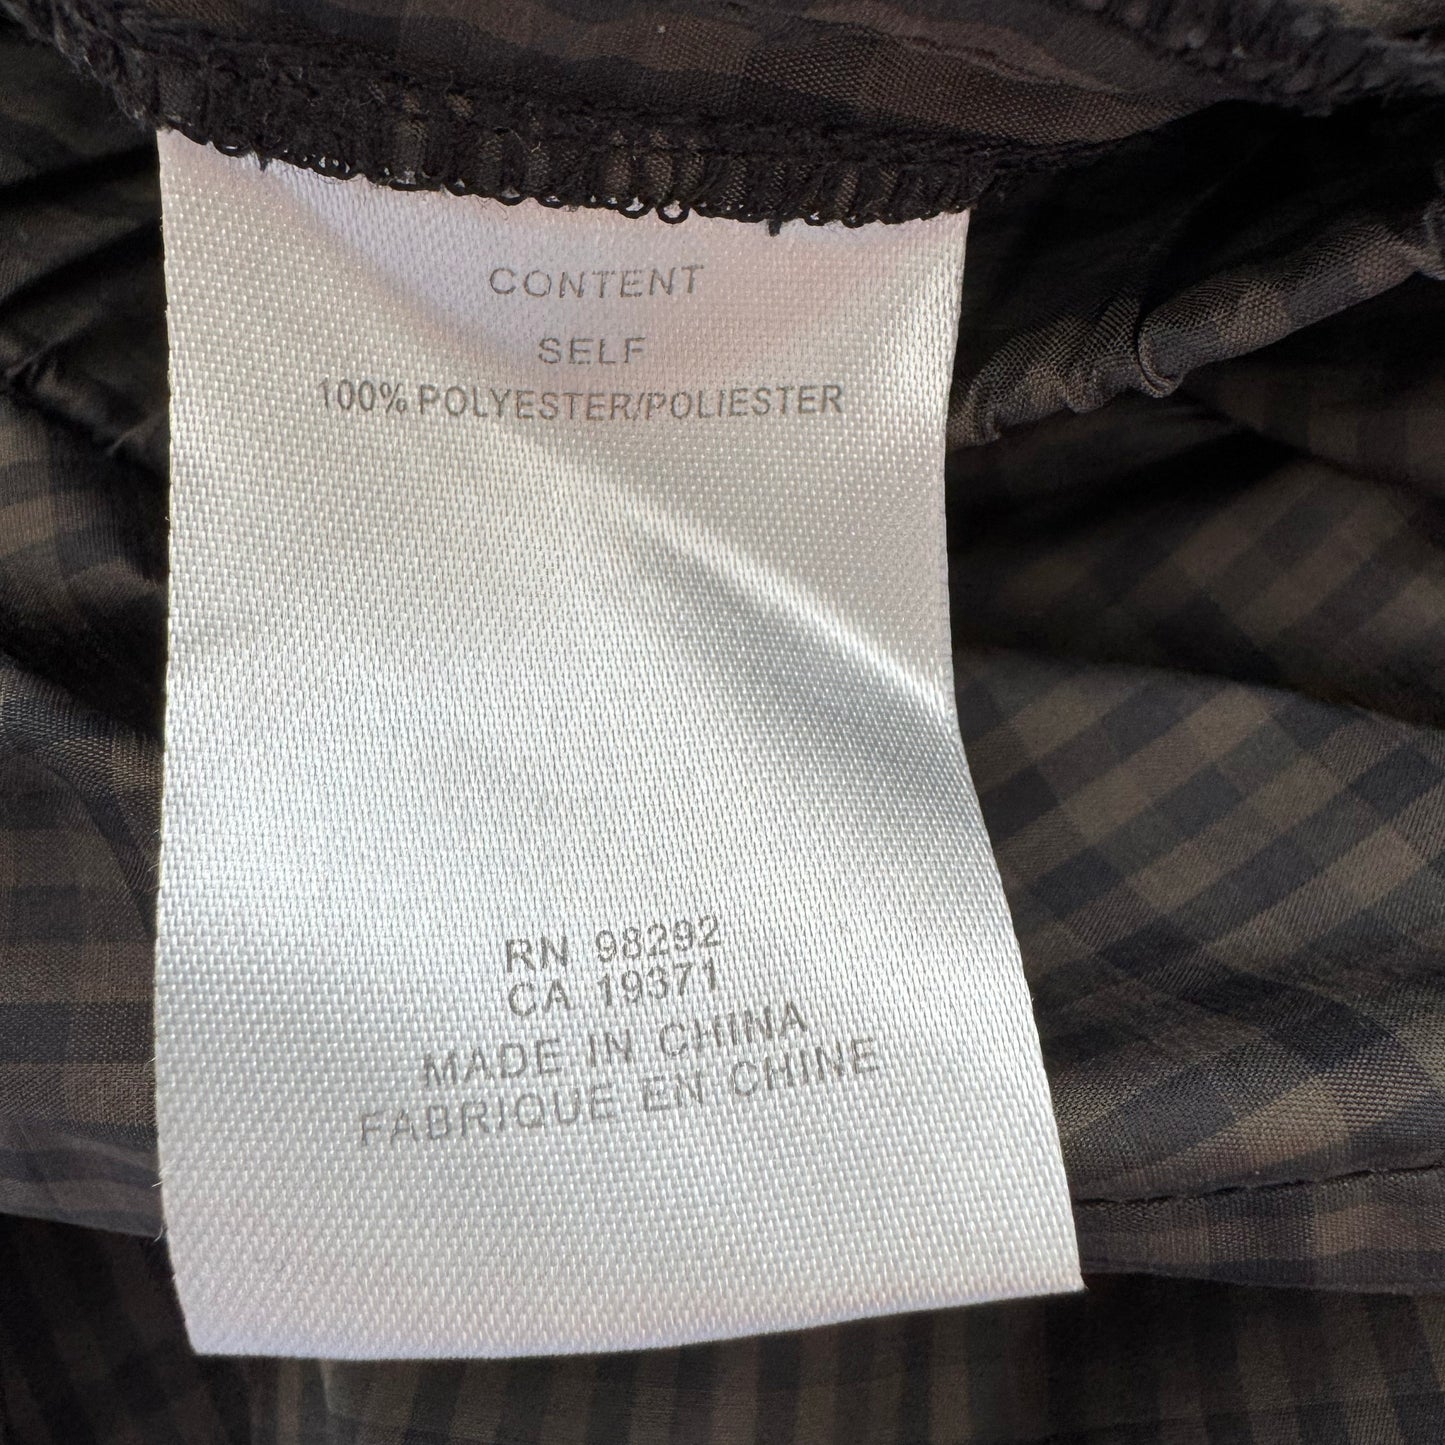 CONTENT
SELF
100% POLYESTER/POLIESTER
RN 98292
CA 19371
MADE IN CHINA
FABRIQUE EN CHINE